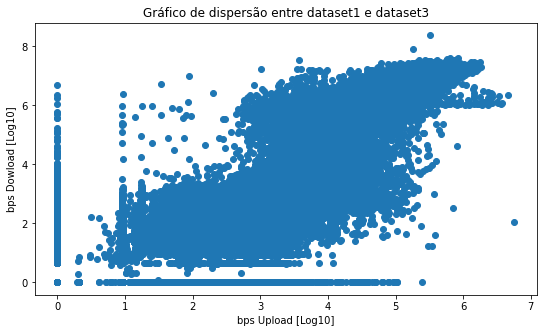 Gráfico de dispersão entre dataset1 e dataset3
bps Dowload [Log10]
8
6
4
2
0
0 1 2 3 4 5 6 7
bps Upload [Log10]